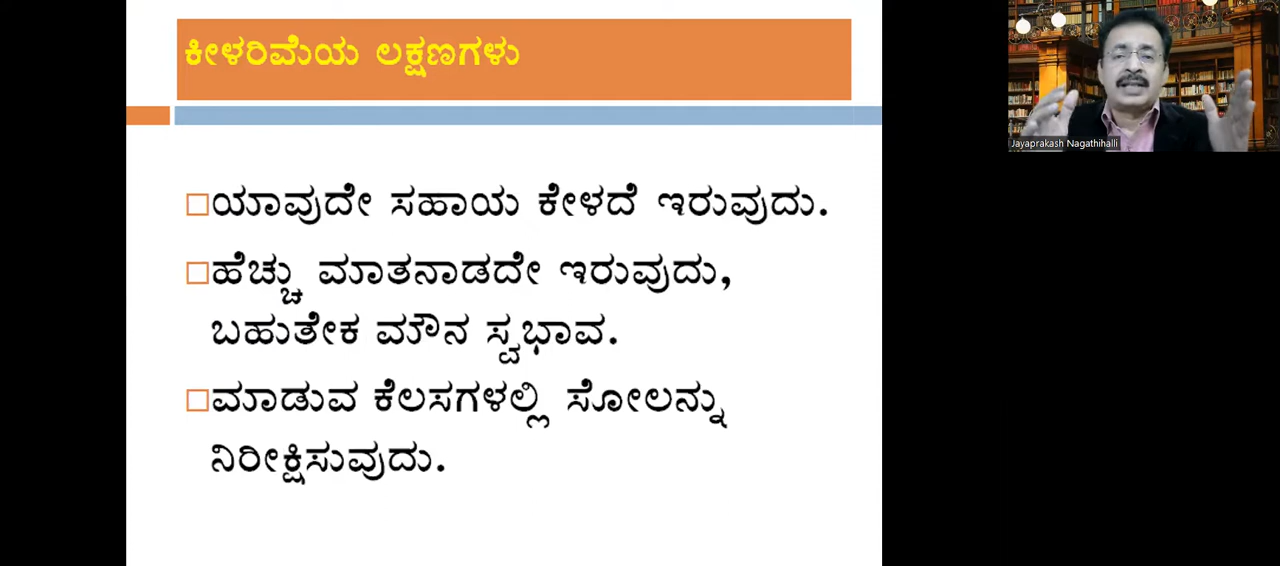 ಕೀಳರಿಮೆಯ ಲಕ್ಷಣಗಳು
ಯಾವುದೇ ಸಹಾಯ ಕೇಳದೆ ಇರುವುದು.
ಹೆಚ್ಚು ಮಾತನಾಡದೇ ಇರುವುದು,
ಬಹುತೇಕ ಮೌನ ಸ್ವಭಾವ.
ಮಾಡುವ ಕೆಲಸಗಳಲ್ಲಿ ಸೋಲನ್ನು
ನಿರೀಕ್ಷಿಸುವುದು.
Jayaprakash Nagathihalli